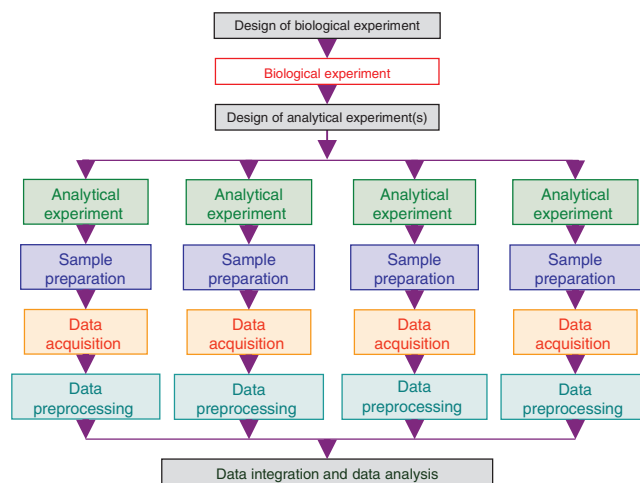 Design of biological experiment
Biological experiment
Design of analytical experiment(s)
Analytical
experiment
Analytical
experiment
Analytical
experiment
Analytical
experiment
Sample
preparation
Sample
preparation
Sample
preparation
Sample
preparation
Data
acquisition
Data
acquisition
Data
acquisition
Data
acquisition
Data
preprocessing
Data
preprocessing
Data
preprocessing
Data
preprocessing
Data integration and data analysis